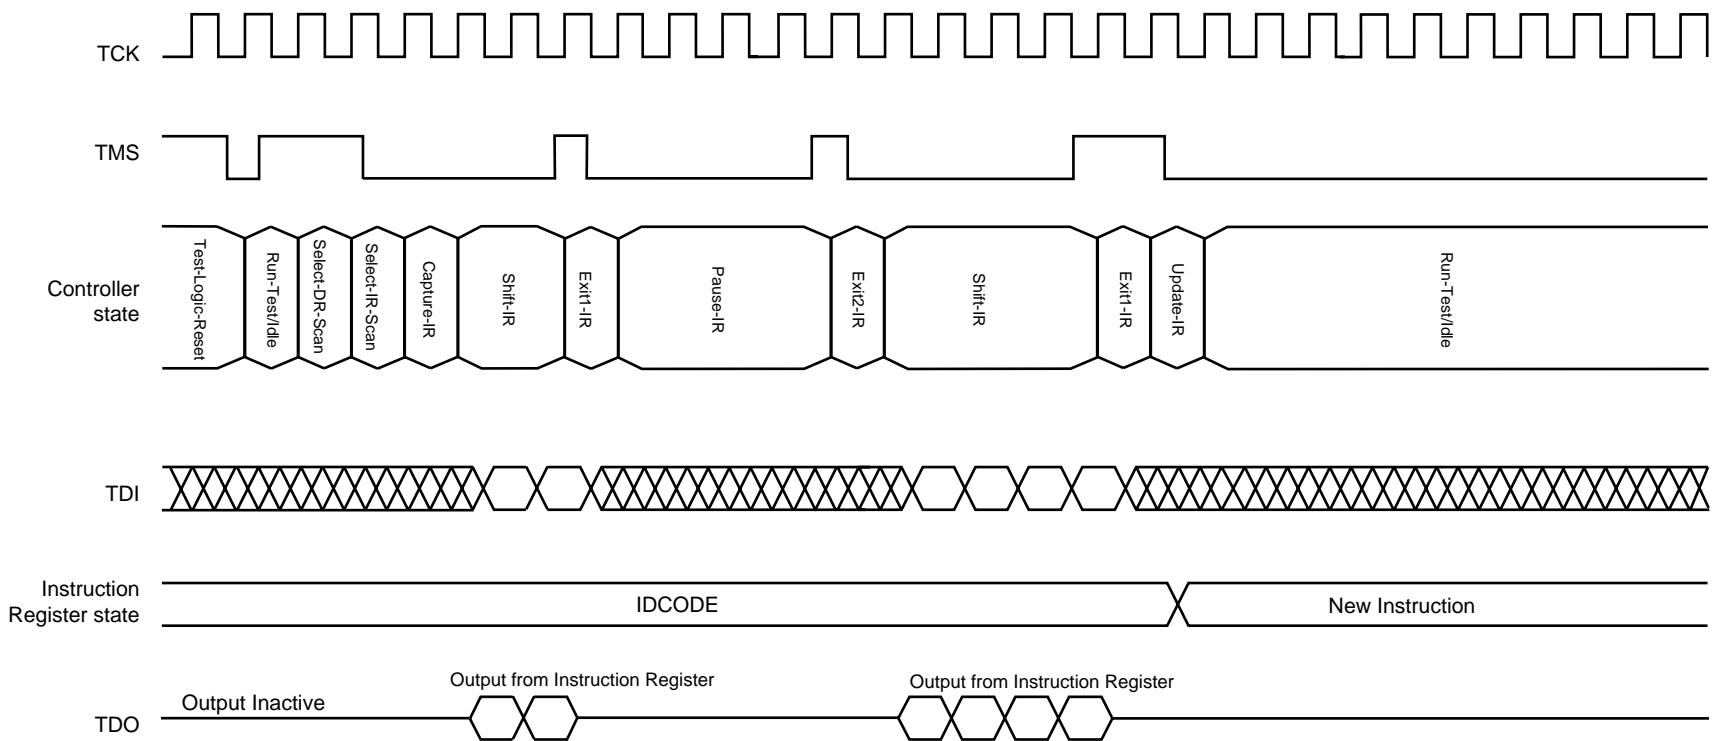 TCK
TMS
Controller
state
Test-Logic-Reset
Run-Test/Idle
Select-DR-Scan
Select-IR-Scan
Capture-IR
Shift-IR
Exit1-IR
Pause-IR
Exit2-IR
Shift-IR
Exit1-IR
Update-IR
Run-Test/Idle
TDI
Instruction
Register state
IDCODE
New Instruction
TDO
Output Inactive
Output from Instruction Register
Output from Instruction Register